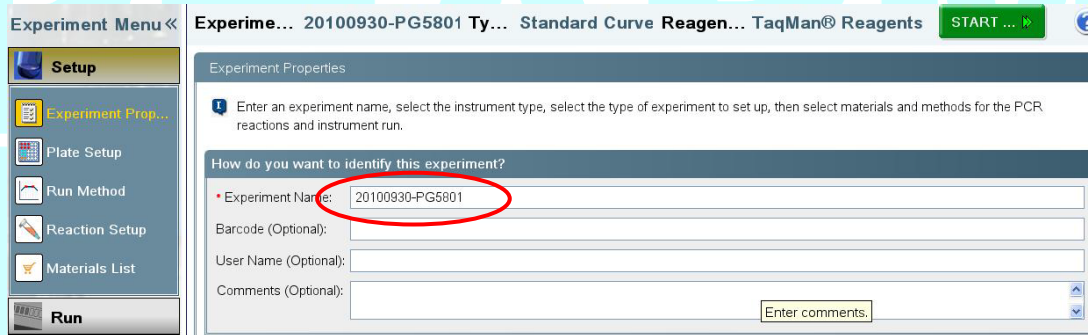 Experiment Menu« Experime... 20100930-PG5801 Ty... Standard Curve Reagen... TaqMan® Reagents START ...
Setup
Experiment Prop...
Plate Setup
Run Method
Reaction Setup
Materials List
Run
Experiment Properties
Enter an experiment name, select the instrument type, select the type of experiment to set up, then select materials and methods for the PCR
reactions and instrument run.
How do you want to identify this experiment?
* Experiment Name: 20100930-PG5801
Barcode (Optional):
User Name (Optional):
Comments (Optional):
Enter comments.